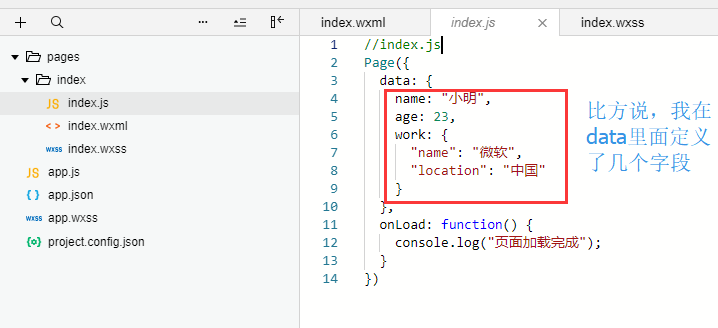 index.wxml
index.js
index.wxss
pages
index
index.js
index.wxml
index.wxss
app.js
app.json
app.wxss
project.config.json
1 //index.js
2 Page({
3 data: {
4 name: "小明",
5 age: 23,
6 work: {
7 "name": "微软",
8 "location": "中国"
9 }
10 },
11 onLoad: function() {
12 console.log("页面加载完成");
13 }
14 })
比方说，我在
data里面定义
了几个字段